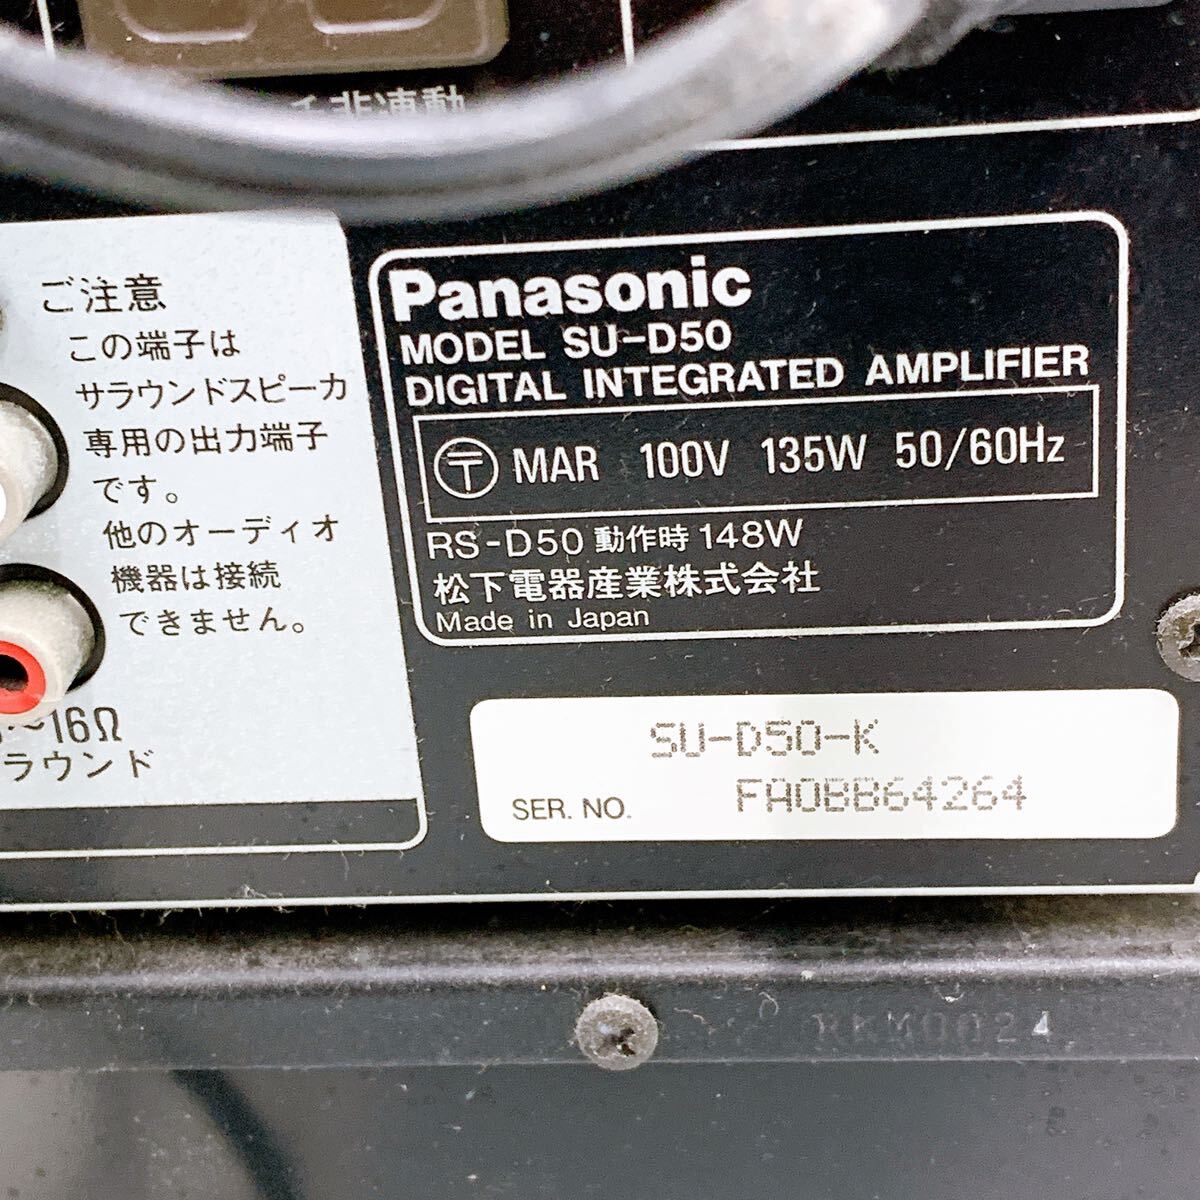 非連動
ご注意
この端子は
サラウンドスピーカ
専用の出力端子
です。
他のオーディオ
機器は接続
できません。
~16Ω
ラウンド
Panasonic
MODEL SU-D50
DIGITAL INTEGRATED AMPLIFIER
〒 MAR 100V 135W 50/60Hz
RS-D50 動作時 148W
松下電器産業株式会社
Made in Japan
SU-D50-K
SER. NO. FA0BB64264
RKM0024